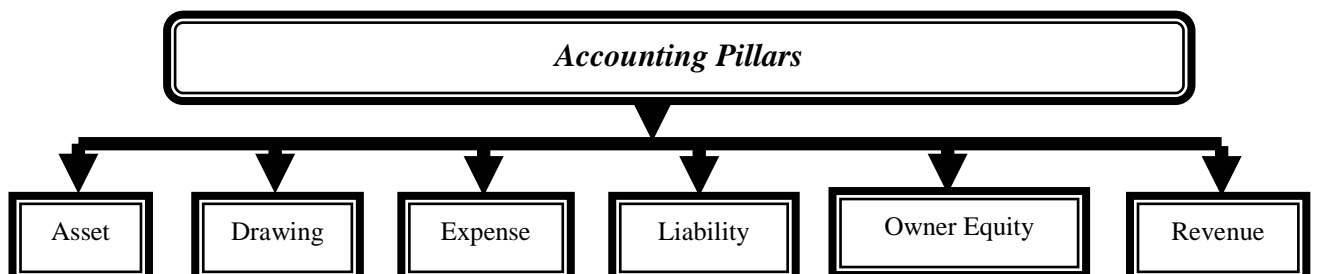 Accounting Pillars
Asset Drawing Expense Liability Owner Equity Revenue